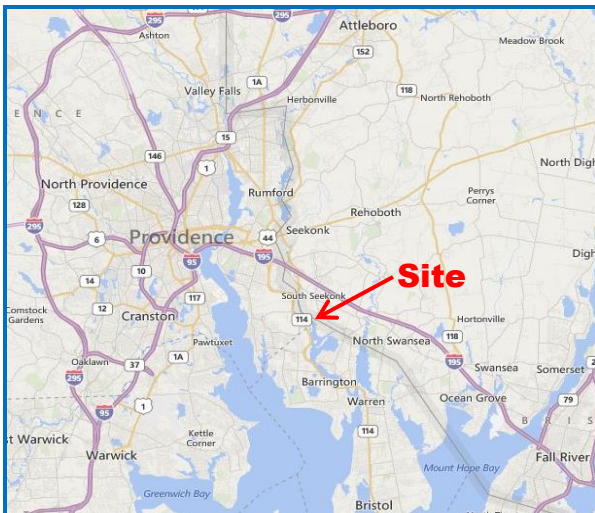 295
295
Attleboro
Ashton
Meadow Brook
152
1A
Valley Falls
118
Herbonville
North Rehoboth
E N C E
15
146
1
North Digh
North Providence
Rumford
Perrys
Corner
128
Rehoboth
295
6
Providence
44
Seekonk
95
195
Digh
10
14
117
South Seekonk
Site
12
Comstock
Gardens
Cranston
114
Hortonville
Pawtuxet
North Swansea
118
Oaklawn
37
1A
195
Swansea
Somerset
295
Barrington
Warren
Ocean Grove
79
95
1
B R I S
114
st Warwick
Kettle
Corner
Fall River
Warwick
Mount Hope Bay
Greenwich Bay
Bristol